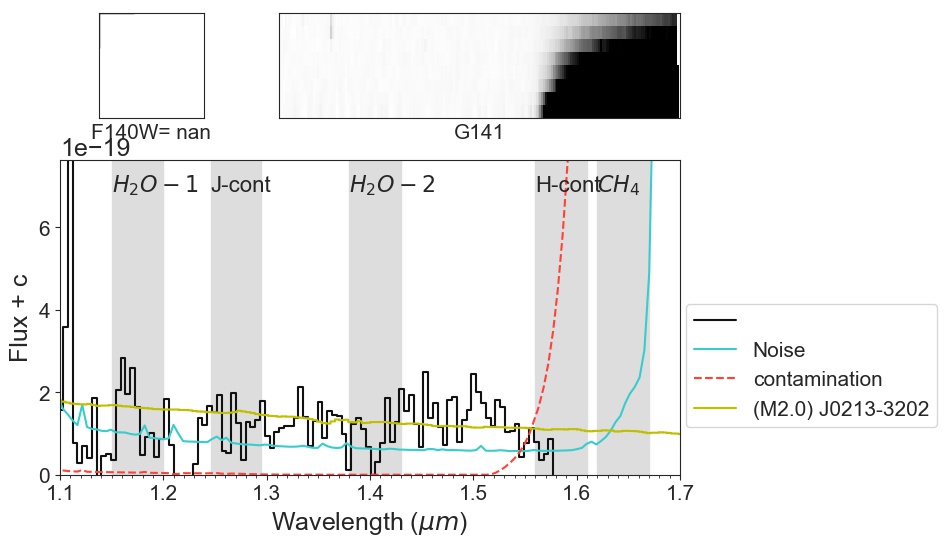 F140W= nan
G141
1e−19
H₂O − 1
J-cont
H₂O − 2
H-cont
CH₄
6
4
2
0
Flux + c
1.1
1.2
1.3
1.4
1.5
1.6
1.7
Wavelength (μm)
Noise
contamination
(M2.0) J0213-3202